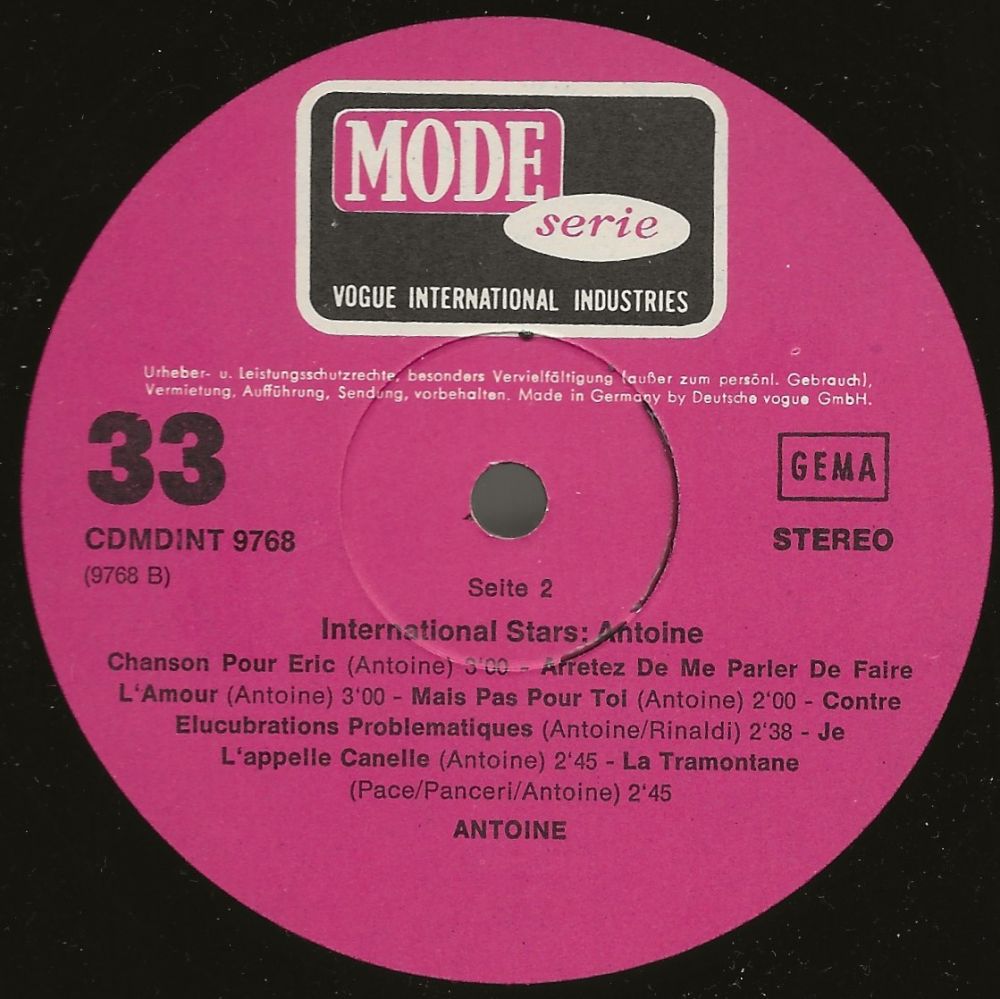 MODE
serie
VOGUE INTERNATIONAL INDUSTRIES
Urheber- u. Leistungsschutzrechte, besonders Vervielfältigung (außer zum persönl. Gebrauch),
Vermietung, Aufführung, Sendung, vorbehalten. Made in Germany by Deutsche vogue GmbH.
33
GEMA
CDMDINT 9768
STEREO
(9768 B)
Seite 2
International Stars: Antoine
Chanson Pour Eric (Antoine) 3'00 - Arretez De Me Parler De Faire
L'Amour (Antoine) 3'00 - Mais Pas Pour Toi (Antoine) 2'00 - Contre
Elucubrations Problematiques (Antoine/Rinaldi) 2'38 - Je
L'appelle Canelle (Antoine) 2'45 - La Tramontane
(Pace/Panceri/Antoine) 2'45
ANTOINE